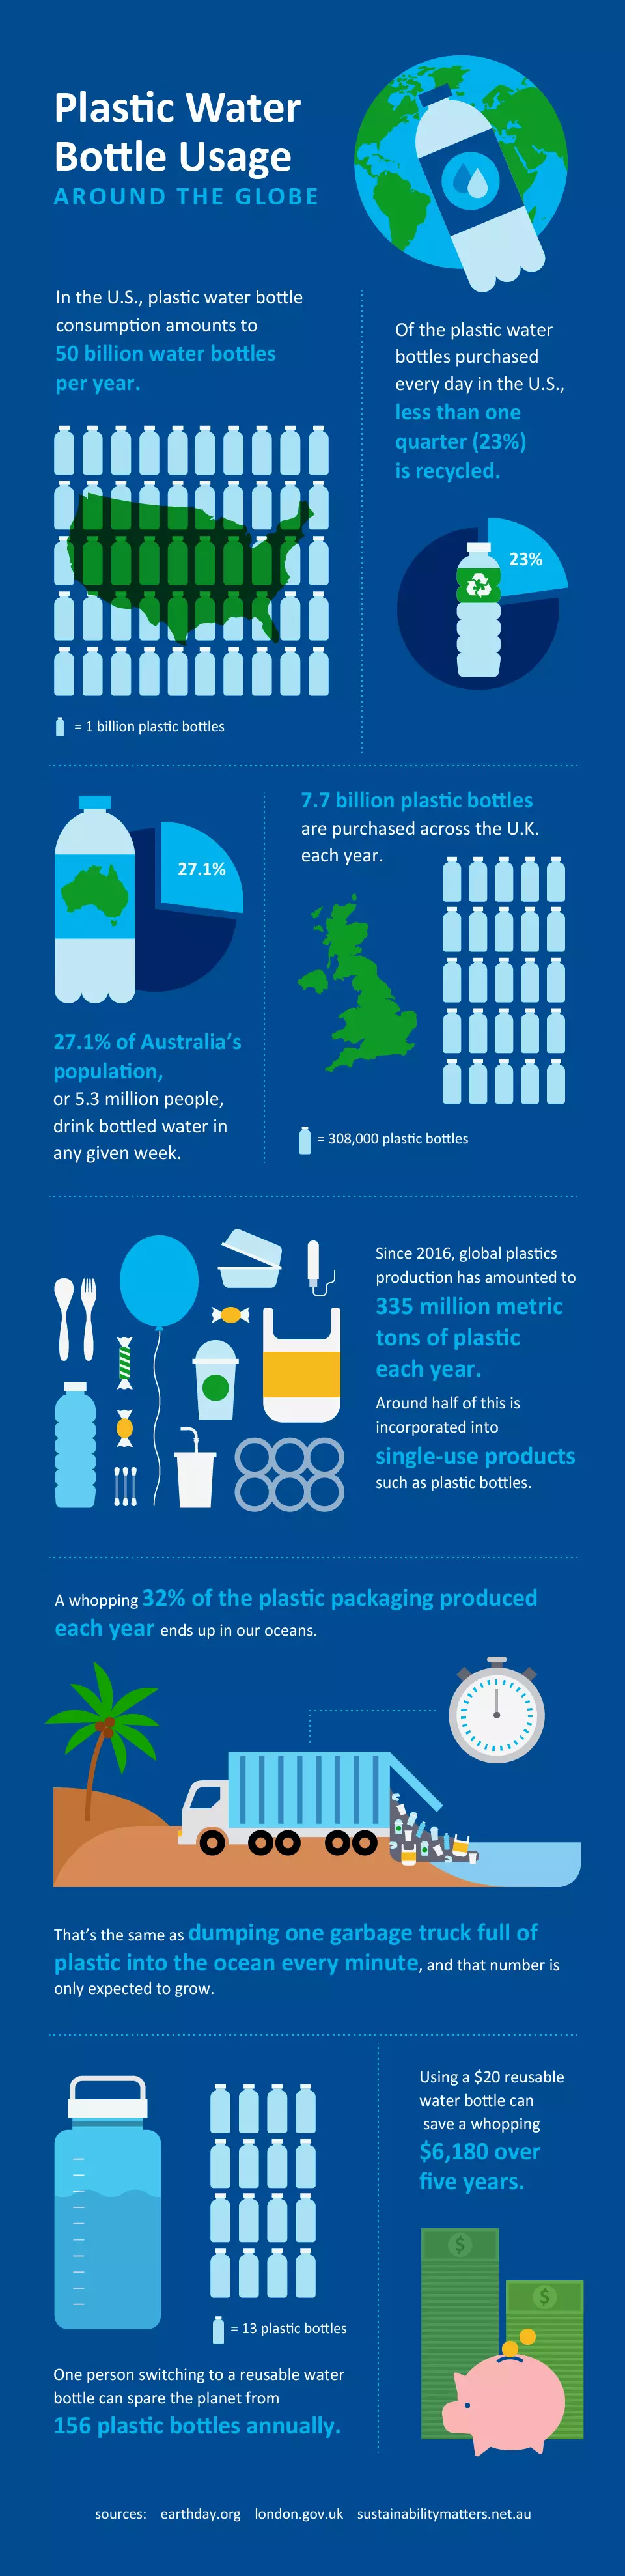 Plastic Water
Bottle Usage
AROUND THE GLOBE
In the U.S., plastic water bottle
consumption amounts to
50 billion water bottles
per year.
= 1 billion plastic bottles
Of the plastic water
bottles purchased
every day in the U.S.,
less than one
quarter (23%)
is recycled.
23%
27.1%
27.1% of Australia's
population,
or 5.3 million people,
drink bottled water in
any given week.
7.7 billion plastic bottles
are purchased across the U.K.
each year.
= 308,000 plastic bottles
Since 2016, global plastics
production has amounted to
335 million metric
tons of plastic
each year.
Around half of this is
incorporated into
single-use products
such as plastic bottles.
A whopping 32% of the plastic packaging produced
each year ends up in our oceans.
That's the same as dumping one garbage truck full of
plastic into the ocean every minute, and that number is
only expected to grow.
= 13 plastic bottles
One person switching to a reusable water
bottle can spare the planet from
156 plastic bottles annually.
Using a $20 reusable
water bottle can
save a whopping
$6,180 over
five years.
$
$
sources: earthday.org london.gov.uk sustainabilitymatters.net.au